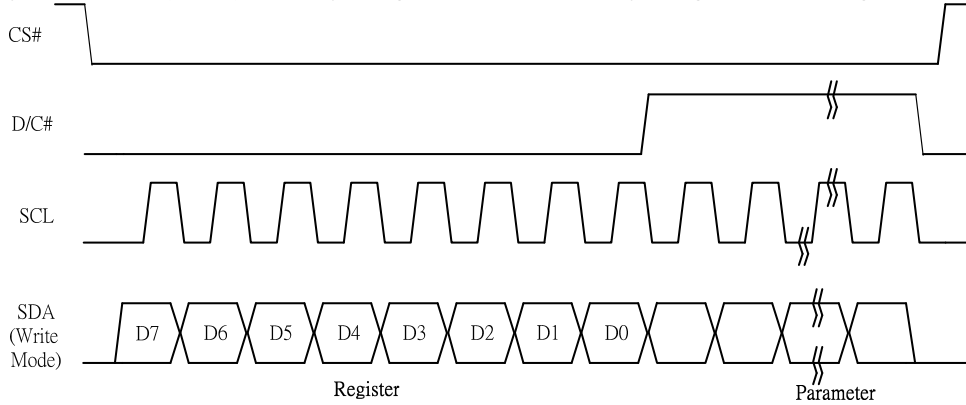 CS#
D/C#
SCL
SDA
(Write
Mode)
D7 D6 D5 D4 D3 D2 D1 D0
Register
Parameter